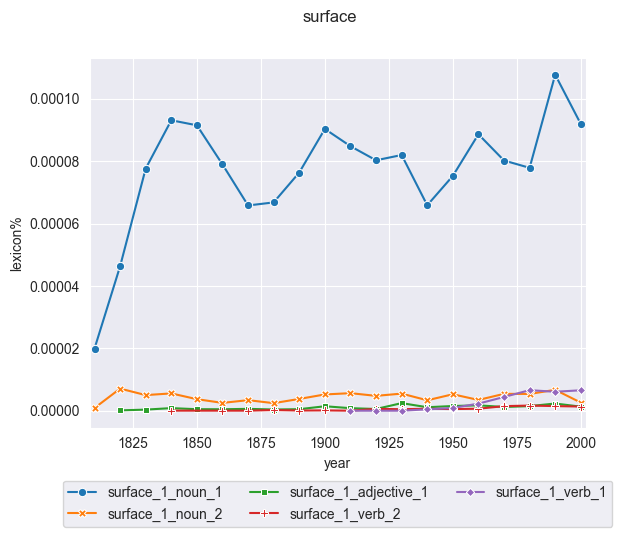 surface
0.00010
0.00008
0.00006
0.00004
0.00002
0.00000
lexicon%
1825 1850 1875 1900 1925 1950 1975 2000
year
surface_1_noun_1 surface_1_adjective_1 surface_1_verb_1
surface_1_noun_2 surface_1_verb_2